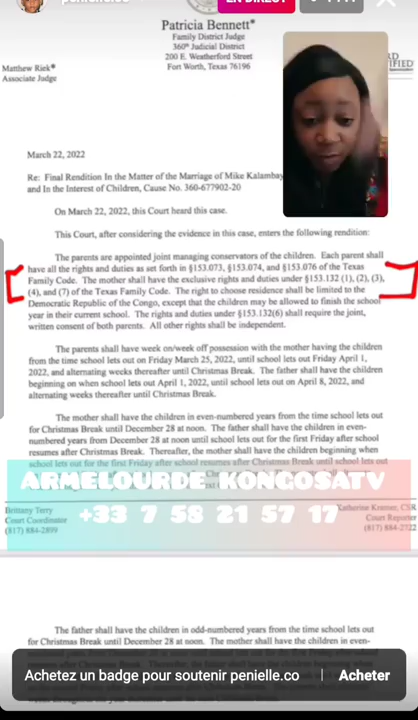 EN DIRECT
Patricia Bennett*
Family District Judge
360th Judicial District
200 E. Weatherford Street
Fort Worth, Texas 76196
Matthew Riek*
Associate Judge
March 22, 2022
Re: Final Rendition In the Matter of the Marriage of Mike Kalambay
and In the Interest of Children, Cause No. 360-677902-20
On March 22, 2022, this Court heard this case.
This Court, after considering the evidence in this case, enters the following rendition:
The parents are appointed joint managing conservators of the children. Each parent shall
have all the rights and duties as set forth in §153.073, §153.074, and §153.076 of the Texas
Family Code. The mother shall have the exclusive rights and duties under §153.132 (1), (2), (3),
(4), and (7) of the Texas Family Code. The right to choose residence shall be limited to the
Democratic Republic of the Congo, except that the children may be allowed to finish the school
year in their current school. The rights and duties under §153.132(6) shall require the joint,
written consent of both parents. All other rights shall be independent.
The parents shall have week on/week off possession with the mother having the children
from the time school lets out on Friday March 25, 2022, until school lets out Friday April 1,
2022, and alternating weeks thereafter until Christmas Break. The father shall have the children
beginning on when school lets out April 1, 2022, until school lets out on April 8, 2022, and
alternating weeks thereafter until Christmas Break.
The mother shall have the children in even-numbered years from the time school lets out
for Christmas Break until December 28 at noon. The father shall have the children in even-
numbered years from December 28 at noon until school lets out for the first Friday after school
resumes after Christmas Break. Thereafter, the mother shall have the children beginning when
school lets out for the first Friday after school resumes after Christmas Break until school lets out
ARMELOURDE KONGOSATV
+33 7 58 21 57 17
Brittany Terry
Court Coordinator
(817) 884-2899
Katherine Kramer, CSR
Court Reporter
(817) 884-2722
The father shall have the children in odd-numbered years from the time school lets out
for Christmas Break until December 28 at noon. The mother shall have the children in even-
Achetez un badge pour soutenir penielle.co
Acheter